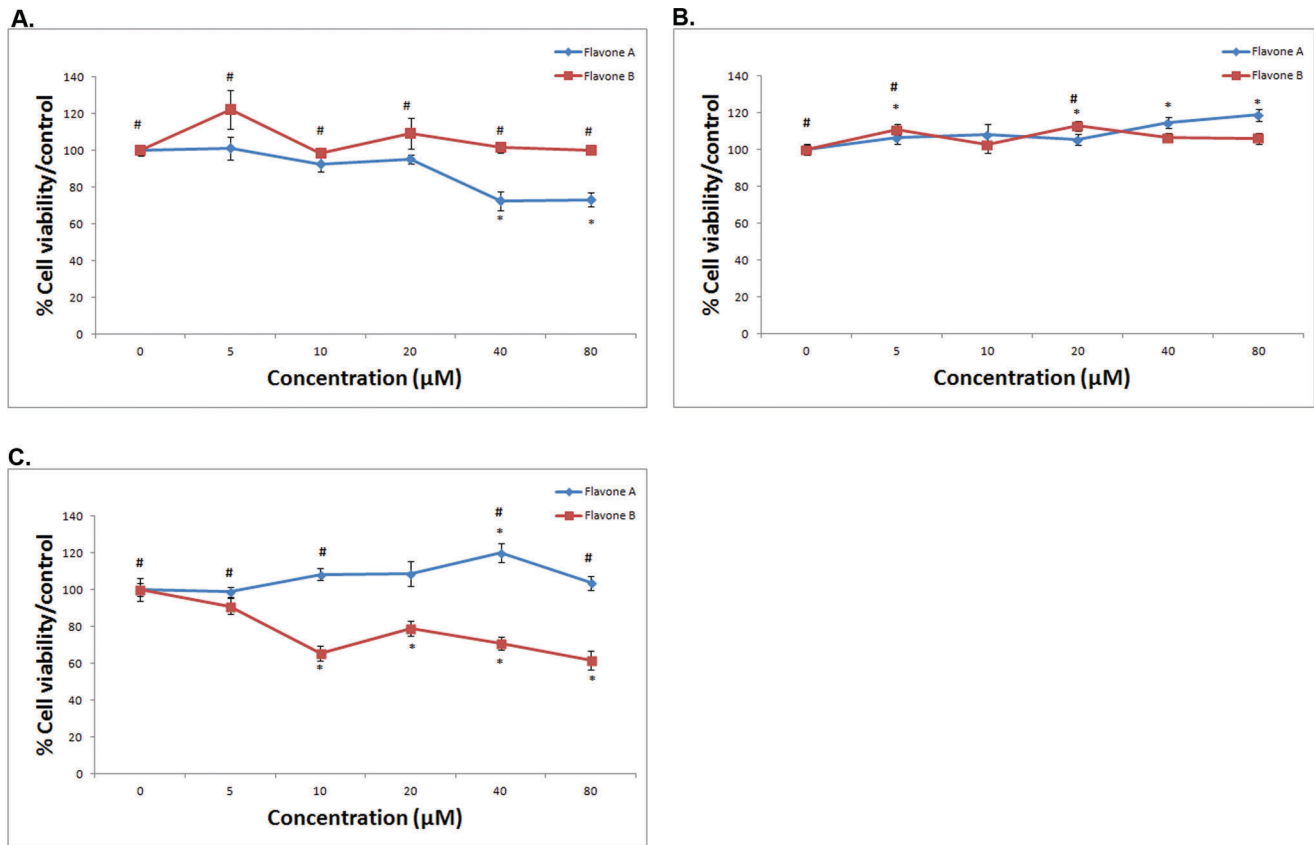 A.
Flavone A
Flavone B
% Cell viability/control
140
120
100
80
60
40
20
0
# # # # # #
* *
0 5 10 20 40 80
Concentration (µM)
B.
Flavone A
Flavone B
% Cell viability/control
140
120
100
80
60
40
20
0
# # #
* * * *
0 5 10 20 40 80
Concentration (µM)
C.
Flavone A
Flavone B
% Cell viability/control
140
120
100
80
60
40
20
0
# # # # #
*
* * * *
0 5 10 20 40 80
Concentration (µM)